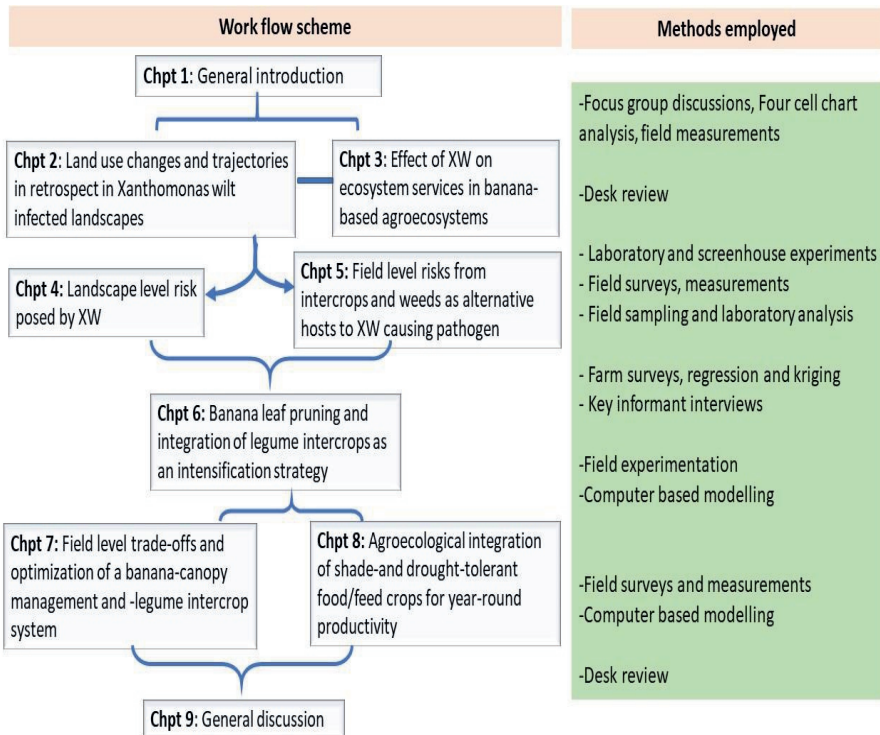 Work flow scheme
Chpt 1: General introduction
Chpt 2: Land use changes and trajectories
in retrospect in Xanthomonas wilt
infected landscapes
Chpt 3: Effect of XW on
ecosystem services in banana-
based agroecosystems
Chpt 4: Landscape level risk
posed by XW
Chpt 5: Field level risks from
intercrops and weeds as alternative
hosts to XW causing pathogen
Chpt 6: Banana leaf pruning and
integration of legume intercrops as
an intensification strategy
Chpt 7: Field level trade-offs and
optimization of a banana-canopy
management and -legume intercrop
system
Chpt 8: Agroecological integration
of shade-and drought-tolerant
food/feed crops for year-round
productivity
Chpt 9: General discussion
Methods employed
-Focus group discussions, Four cell chart
analysis, field measurements
-Desk review
- Laboratory and screenhouse experiments
- Field surveys, measurements
- Field sampling and laboratory analysis
- Farm surveys, regression and kriging
- Key informant interviews
-Field experimentation
-Computer based modelling
-Field surveys and measurements
-Computer based modelling
-Desk review